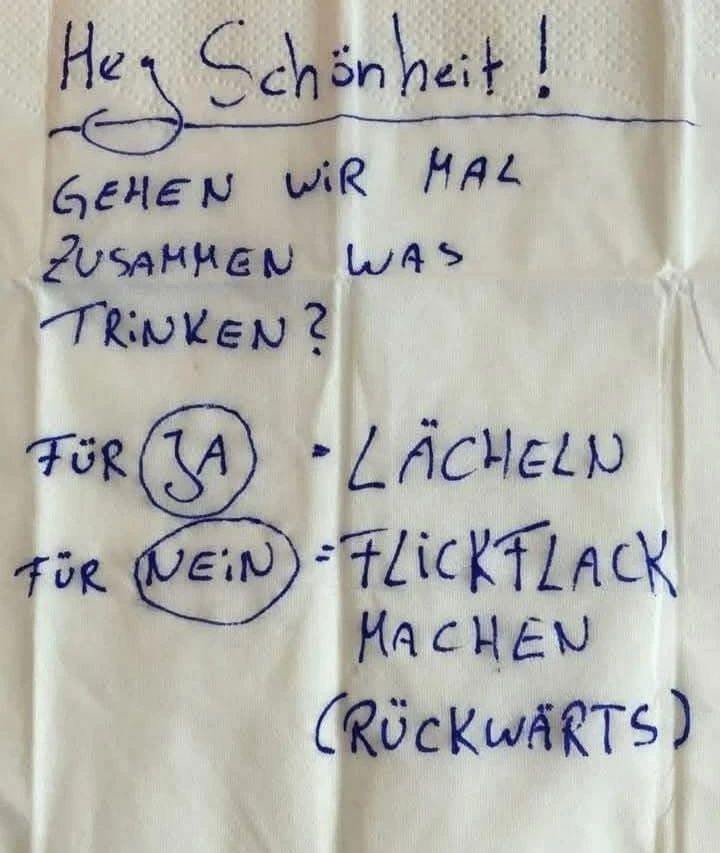 Hey Schönheit!
GEHEN WiR MAL
ZUSAMMEN WAS
TRiNKEN?
FÜR JA = LÄCHELN
FÜR NEiN = FLiCKFLACK
MACHEN
(RÜCKWÄRTS)